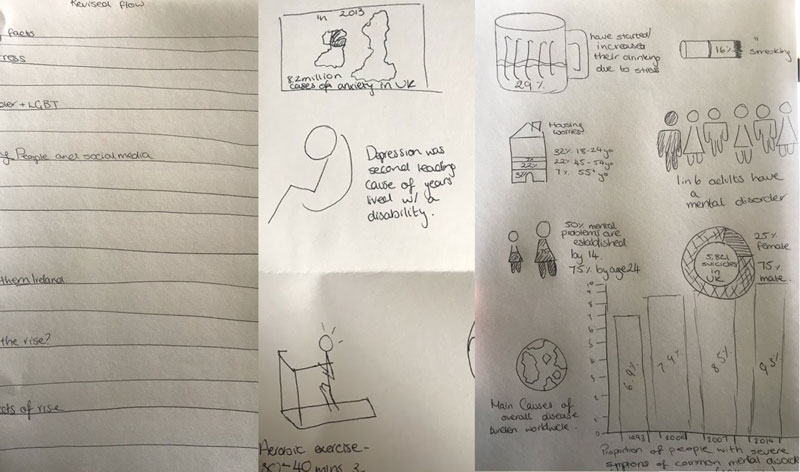 Revised flow
facts
ress
der + LGBT
g People and social media
thern Ireland
the rise?
cts of rise
in 2013
8.2 million
cases of anxiety in UK
Depression was
second leading
cause of years
lived w/ a
disability.
Aerobic exercise -
30-40 mins 3
29%
have started/
increases
their drinking
due to stress
16%
smoking
Housing
worries
32% 18-24 yo
22% 45-54 yo
7% 55+ yo
22%
32%
1 in 6 adults have
a
mental disorder
50% mental
problems are
established
by 14.
75% by age 24
25%
female
75%
male.
suicides
in
UK
Main Causes of
overall disease
burden worldwide.
6.9%
7.9%
8.5%
9.3%
1993
2000
2007
2014
Proportion of people with severe
symptoms of common mental disorder